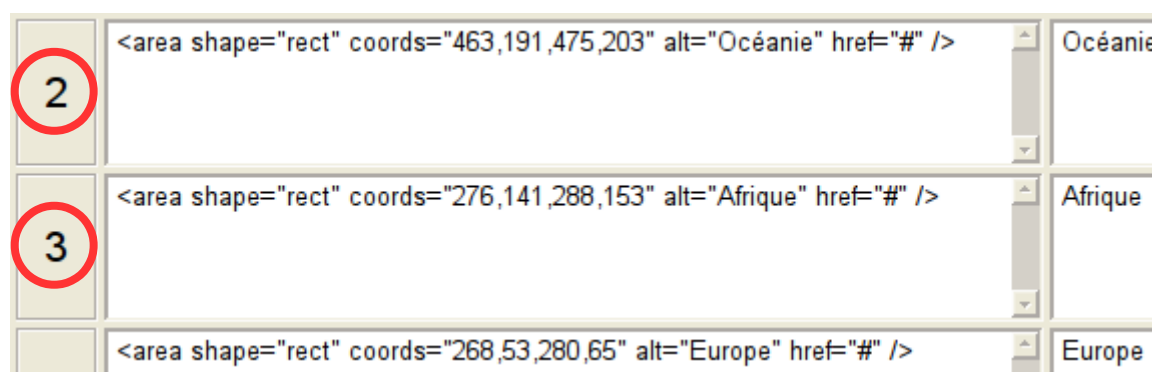 2 <area shape="rect" coords="463,191,475,203" alt="Océanie" href="#" /> Océanie
3 <area shape="rect" coords="276,141,288,153" alt="Afrique" href="#" /> Afrique
<area shape="rect" coords="268,53,280,65" alt="Europe" href="#" /> Europe